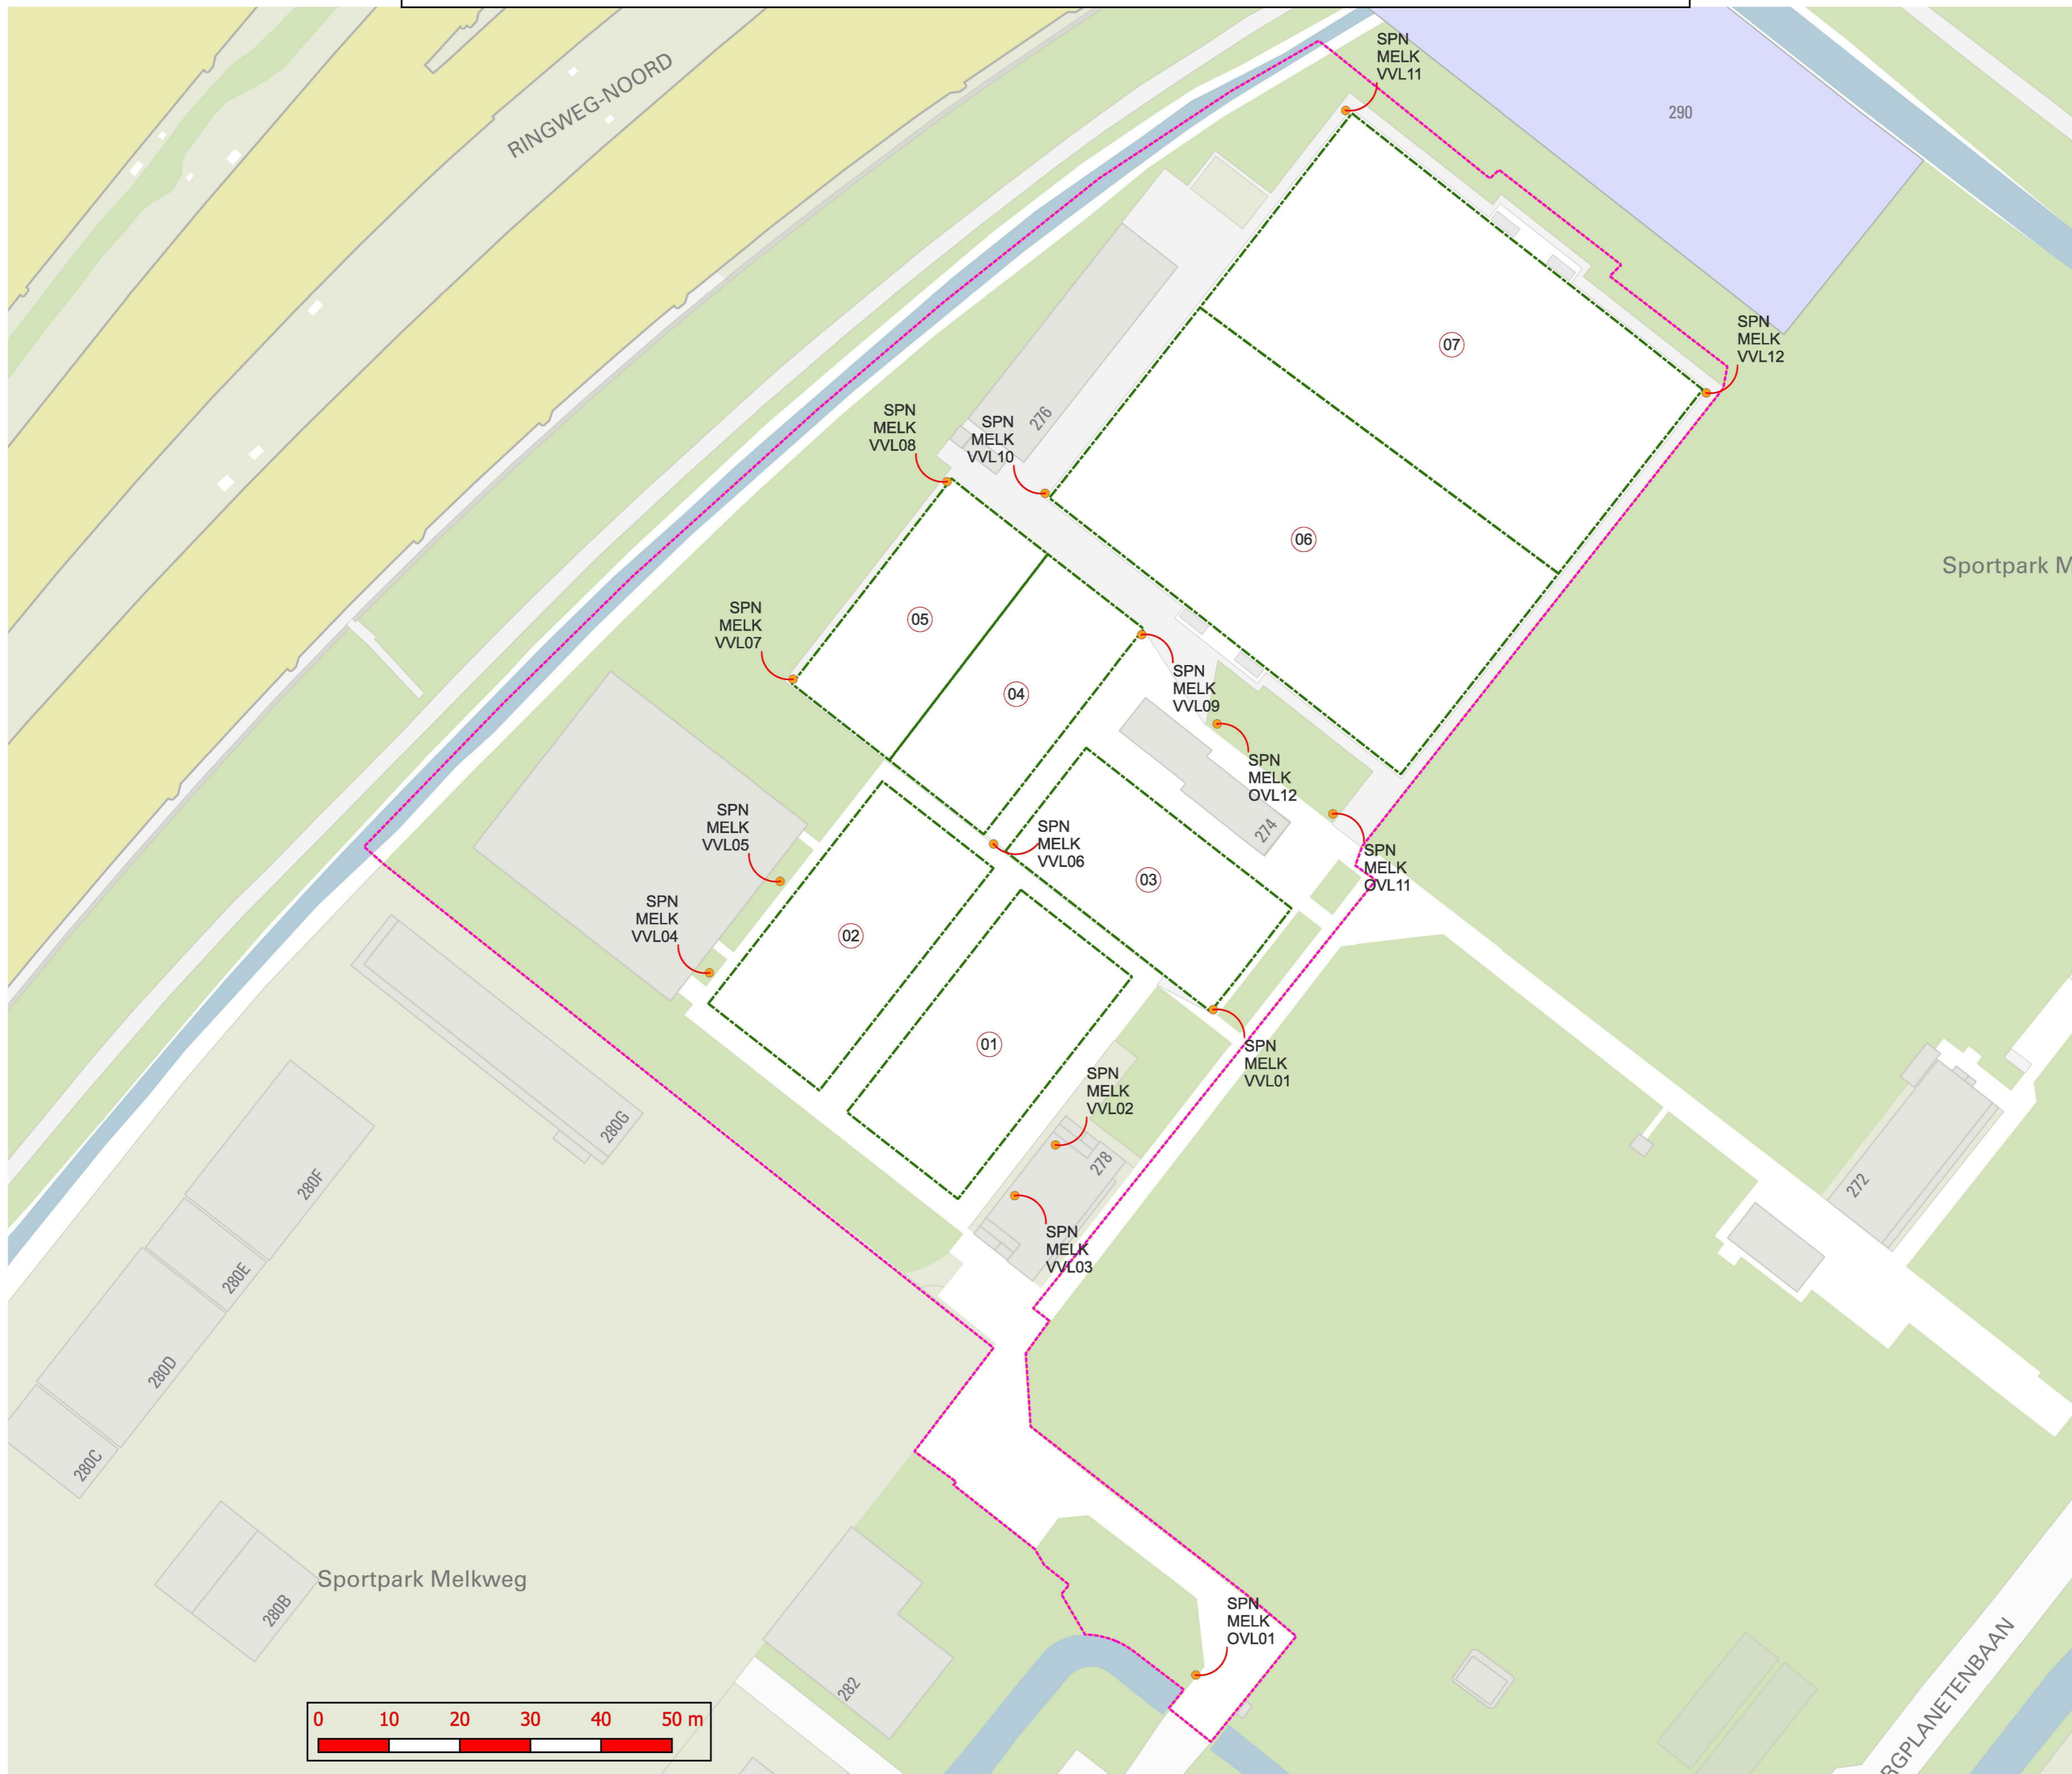 RINGWEG-NOORD
SPN
MELK
VVL11
290
SPN
MELK
VVL12
07
SPN
MELK
VVL08
SPN
MELK
VVL10
276
06
Sportpark M
SPN
MELK
VVL07
05
04
SPN
MELK
VVL09
SPN
MELK
OVL12
274
SPN
MELK
VVL05
SPN
MELK
VVL06
SPN
MELK
OVL11
03
SPN
MELK
VVL04
02
01
SPN
MELK
VVL01
SPN
MELK
VVL02
278
280G
280F
272
SPN
MELK
VVL03
280E
280D
280C
Sportpark Melkweg
280B
SPN
MELK
OVL01
282
RGPLANETENBAAN
0 10 20 30 40 50 m